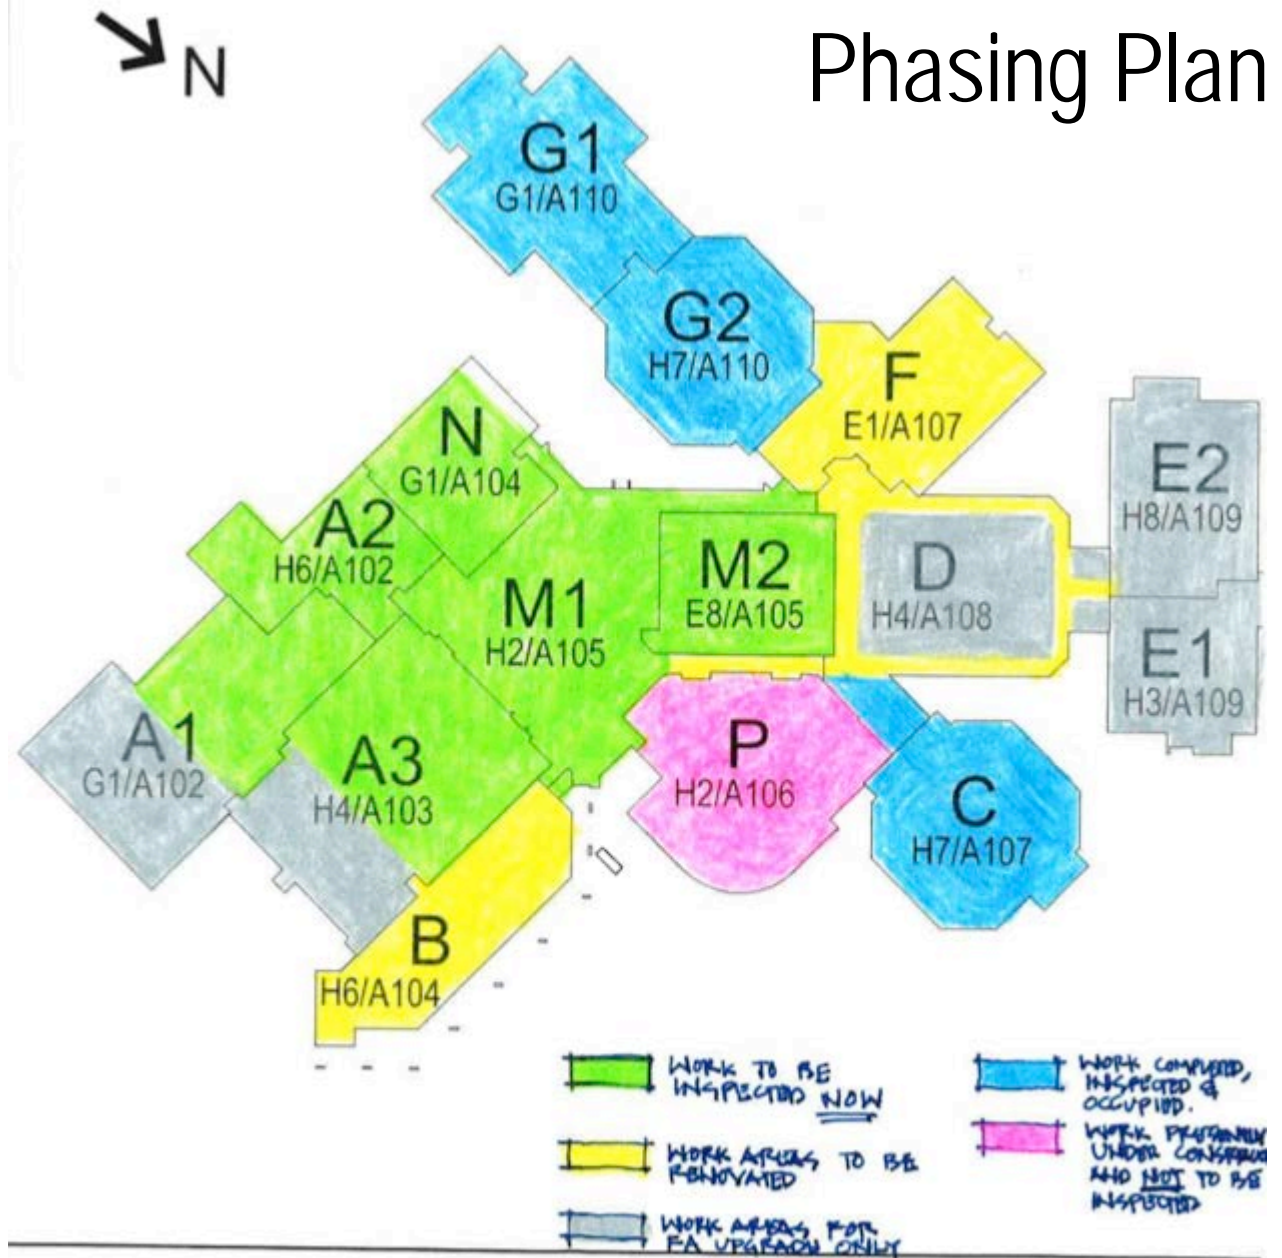 Phasing Plan
N
G1
G1/A110
G2
H7/A110
F
E1/A107
N
G1/A104
E2
H8/A109
A2
H6/A102
M2
E8/A105
D
H4/A108
M1
H2/A105
E1
H3/A109
A1
G1/A102
A3
H4/A103
P
H2/A106
C
H7/A107
B
H6/A104
WORK TO BE
INSPECTED NOW
WORK AREAS TO BE
RENOVATED
WORK AREAS FOR
FA UPGRADE ONLY
WORK COMPLETED,
INSPECTED &
OCCUPIED.
WORK
UNDER
AND NOT TO BE
INSPECTED